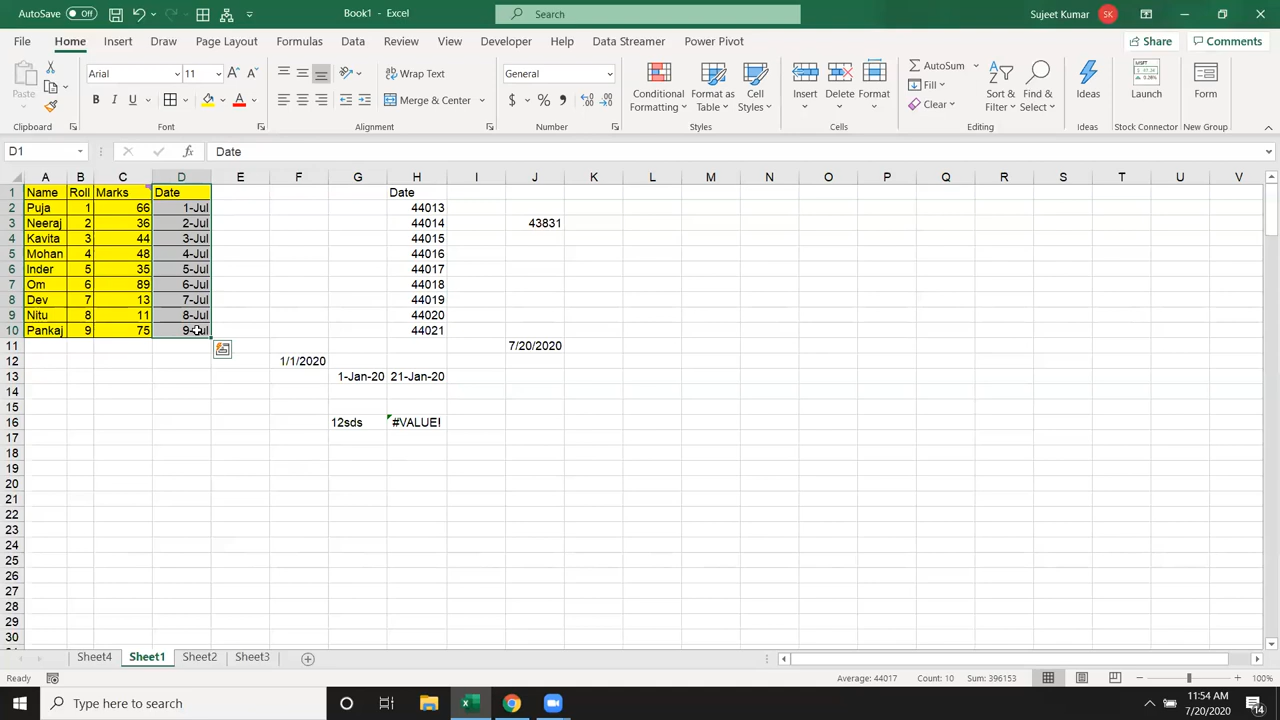 AutoSave Off
Book1 - Excel
Search
Sujeet Kumar SK
File Home Insert Draw Page Layout Formulas Data Review View Developer Help Data Streamer Power Pivot Share Comments
Paste
Arial 11
Wrap Text
General
Conditional Formatting
Format as Table
Cell Styles
Insert
Delete
Format
AutoSum
Fill
Clear
Sort & Filter
Find & Select
Ideas
Launch
Form
B I U
Merge & Center
$ % ,
Clipboard Font Alignment Number Styles Cells Editing Ideas Stock Connector New Group
D1 fx Date
A B C D E F G H I J K L M N O P Q R S T U V
1 Name Roll Marks Date Date
2 Puja 1 66 1-Jul 44013
3 Neeraj 2 36 2-Jul 44014 43831
4 Kavita 3 44 3-Jul 44015
5 Mohan 4 48 4-Jul 44016
6 Inder 5 35 5-Jul 44017
7 Om 6 89 6-Jul 44018
8 Dev 7 13 7-Jul 44019
9 Nitu 8 11 8-Jul 44020
10 Pankaj 9 75 9-Jul 44021
11 7/20/2020
12 1/1/2020
13 1-Jan-20 21-Jan-20
14
15
16 12sds #VALUE!
17
18
19
20
21
22
23
24
25
26
27
28
29
30
Sheet4 Sheet1 Sheet2 Sheet3
Ready Average: 44017 Count: 10 Sum: 396153 100%
Type here to search
11:54 AM
7/20/2020